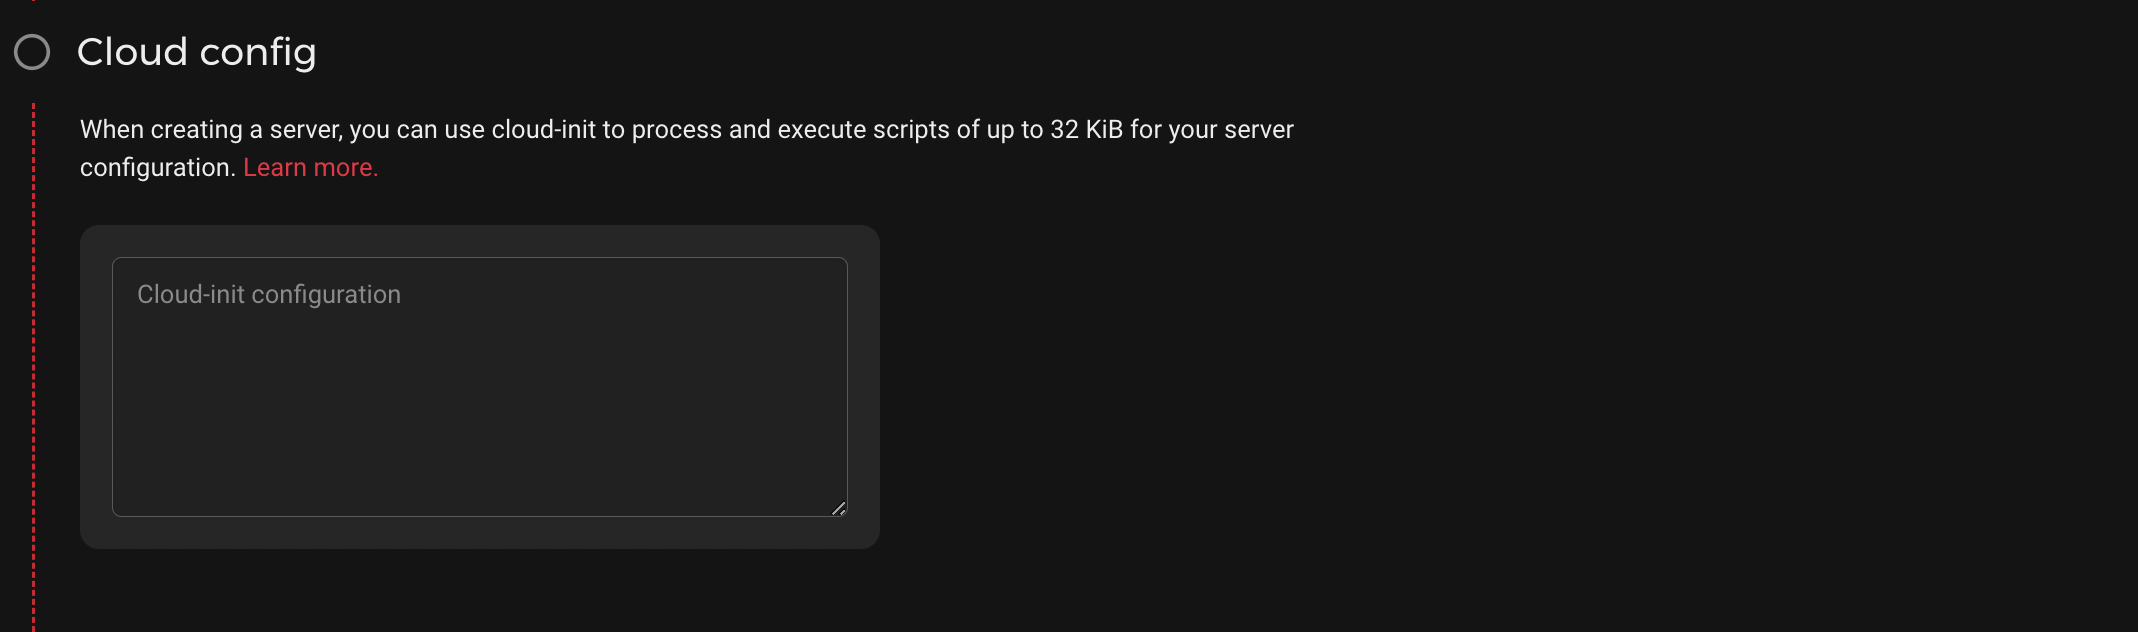 Cloud config
When creating a server, you can use cloud-init to process and execute scripts of up to 32 KiB for your server
configuration. Learn more.
Cloud-init configuration